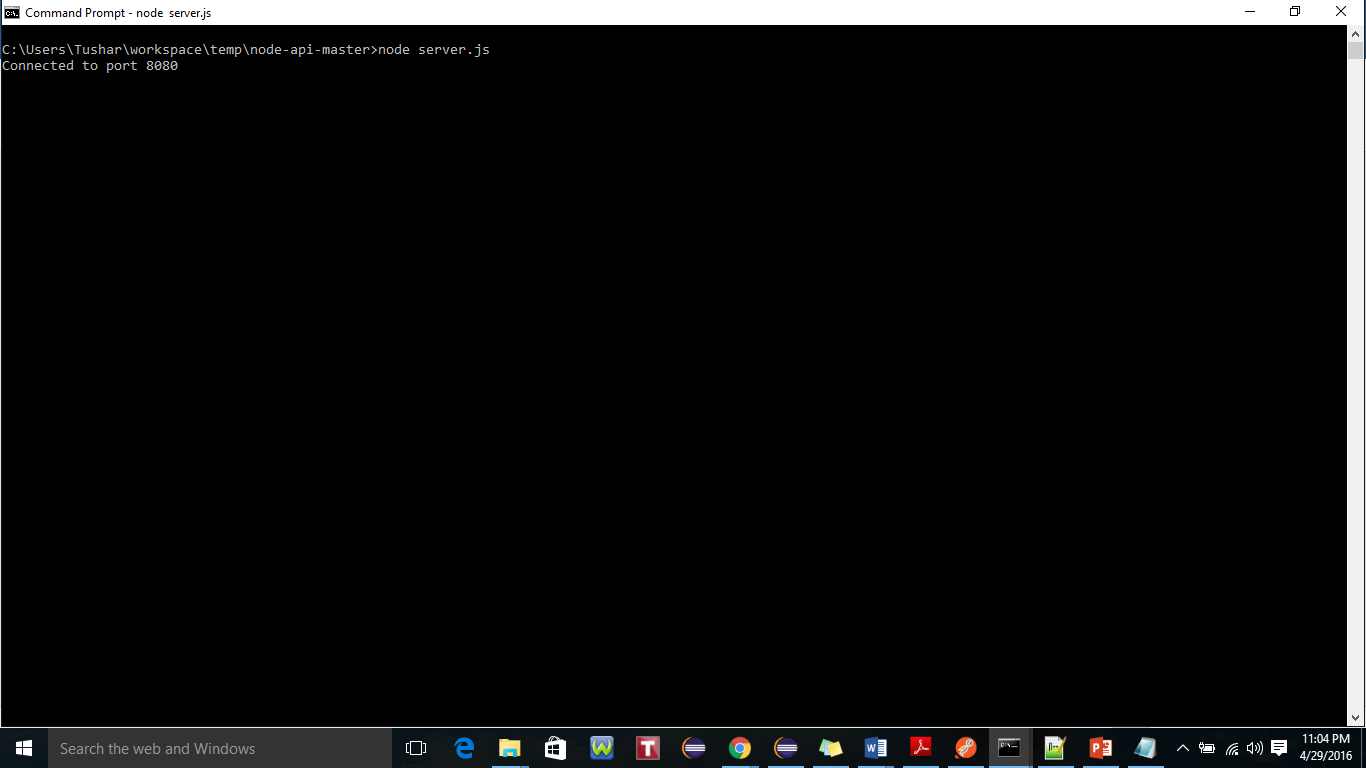 Command Prompt - node server.js
C:\Users\Tushar\workspace\temp\node-api-master>node server.js
Connected to port 8080
Search the web and Windows
11:04 PM
4/29/2016